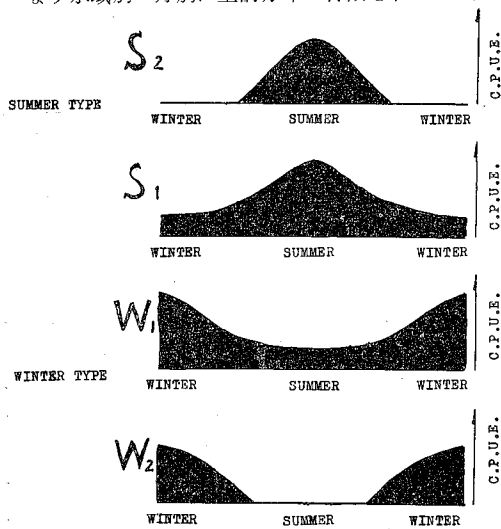 S2
C.P.U.E.
SUMMER TYPE
WINTER SUMMER WINTER
S1
C.P.U.E.
WINTER SUMMER WINTER
W1
C.P.U.E.
WINTER TYPE
WINTER SUMMER WINTER
W2
C.P.U.E.
WINTER SUMMER WINTER